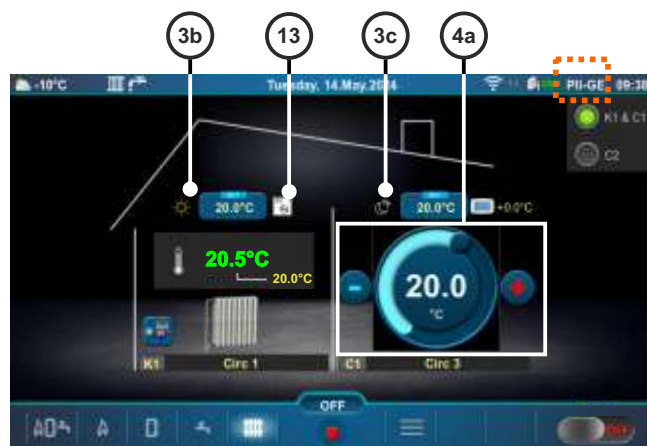 3b 13 3c 4a
-10°C Tuesday, 14.May.2024 PII-GE 09:38
K1 & C1
C2
20.0°C 20.0°C +0.0°C
20.5°C
20.0°C
20.0
°C
- +
K1 Circ 1 C1 Circ 3
OFF
OFF